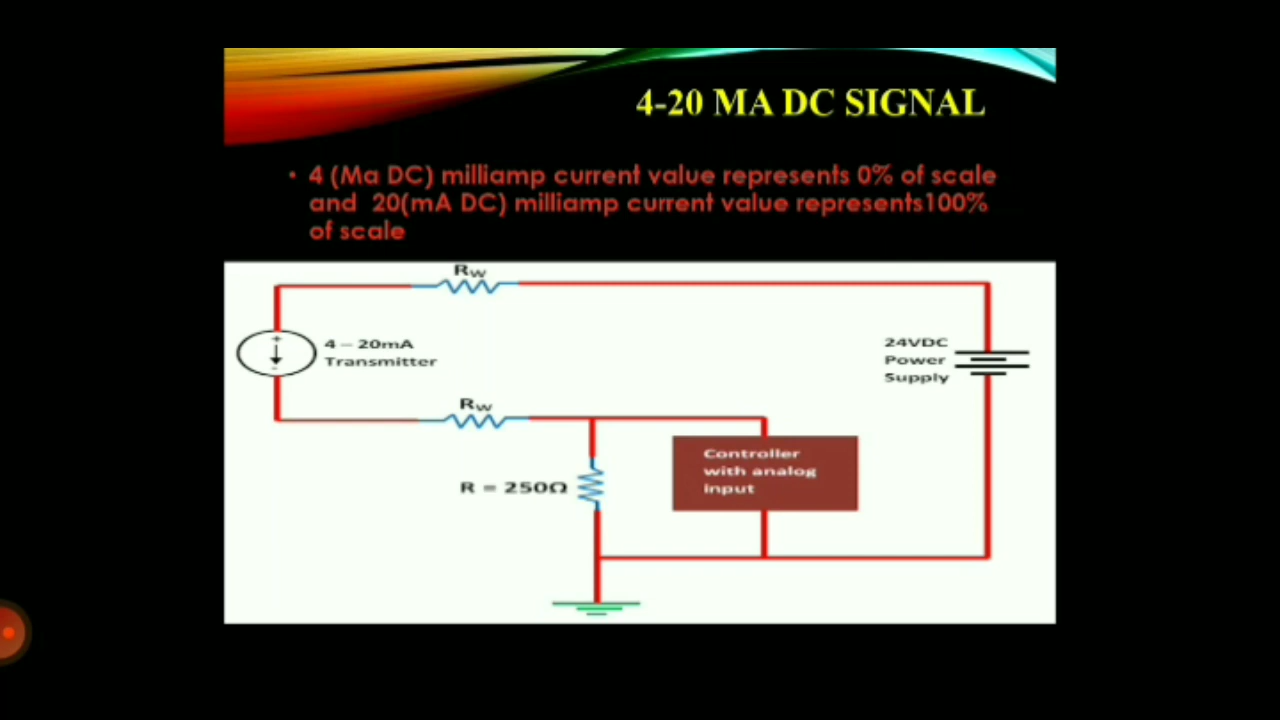 4-20 MA DC SIGNAL
• 4 (Ma DC) milliamp current value represents 0% of scale
and 20(mA DC) milliamp current value represents100%
of scale
RW
4 – 20mA
Transmitter
24VDC
Power
Supply
RW
Controller
with analog
input
R = 250Ω